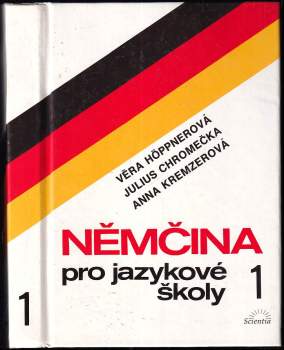 VĚRA HÖPPNEROVÁ
JULIUS CHROMEČKA
ANNA KREMZEROVÁ
NĚMČINA
pro jazykové
školy 1
1
Scientia